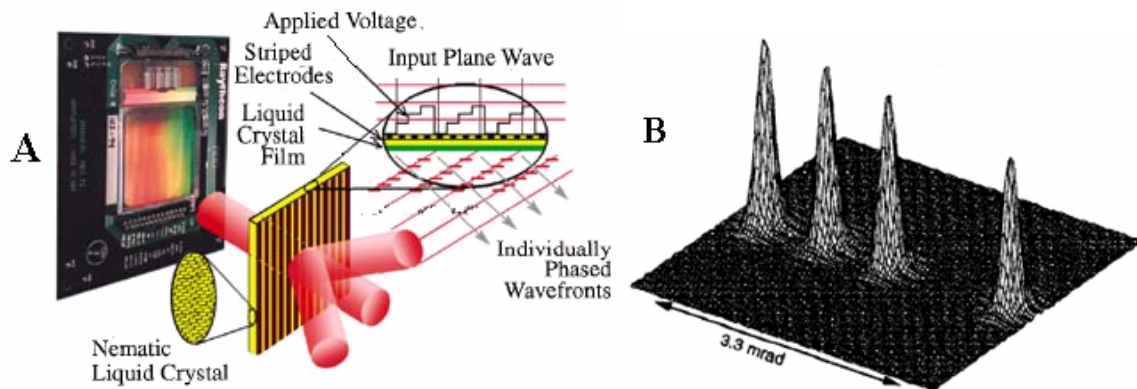 A
Raytheon
Applied Voltage
Striped
Electrodes
Liquid
Crystal
Film
Input Plane Wave
Individually
Phased
Wavefronts
Nematic
Liquid Crystal
B
3.3 mrad